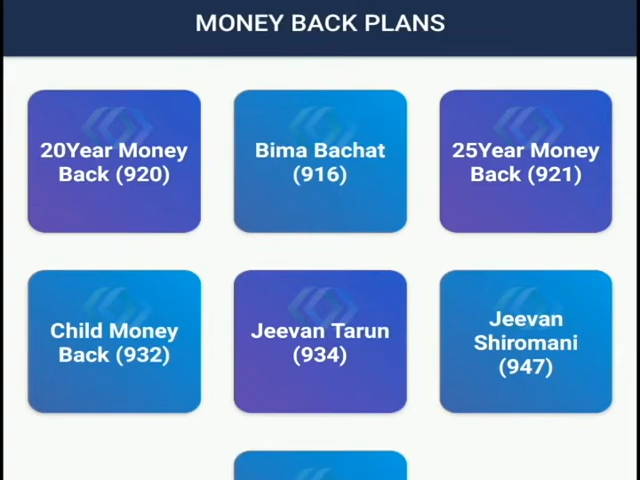 MONEY BACK PLANS
20Year Money
Back (920)
Bima Bachat
(916)
25Year Money
Back (921)
Child Money
Back (932)
Jeevan Tarun
(934)
Jeevan
Shiromani
(947)